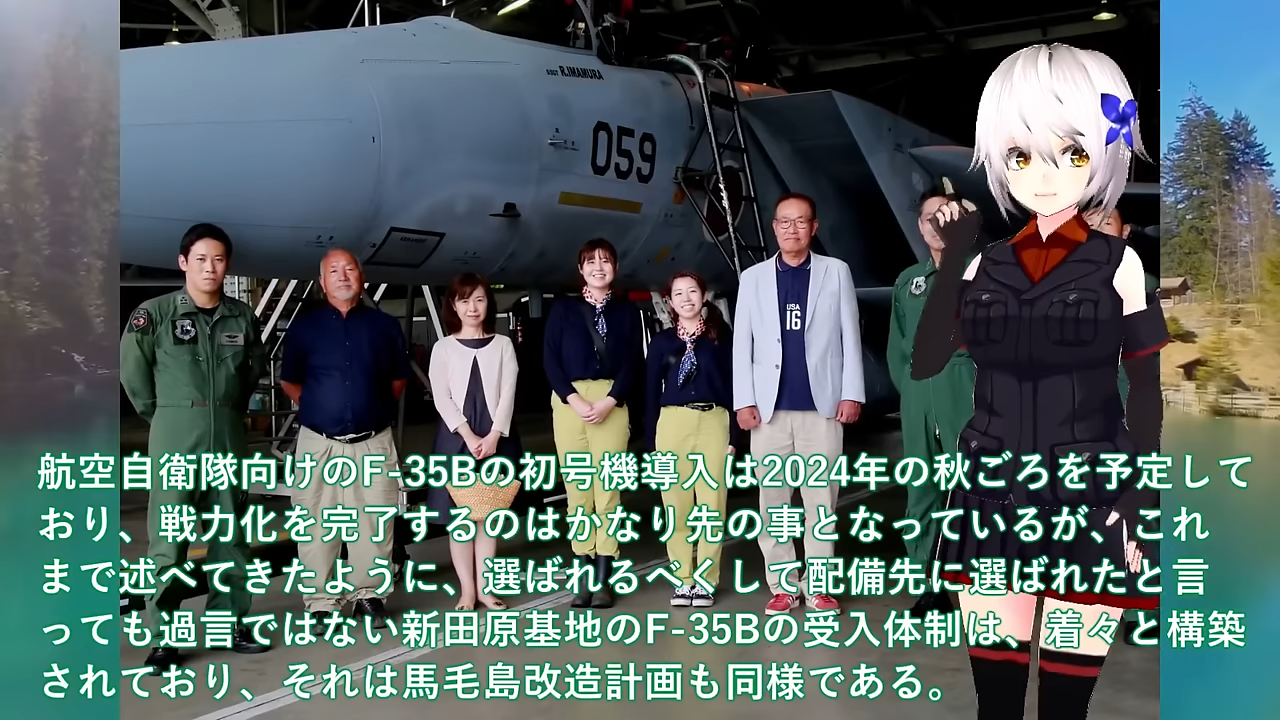 SSGT R.IMAMURA
059
USA
16
航空自衛隊向けのF-35Bの初号機導入は2024年の秋ごろを予定して
おり、戦力化を完了するのはかなり先の事となっているが、これ
まで述べてきたように、選ばれるべくして配備先に選ばれたと言
っても過言ではない新田原基地のF-35Bの受入体制は、着々と構築
されており、それは馬毛島改造計画も同様である。